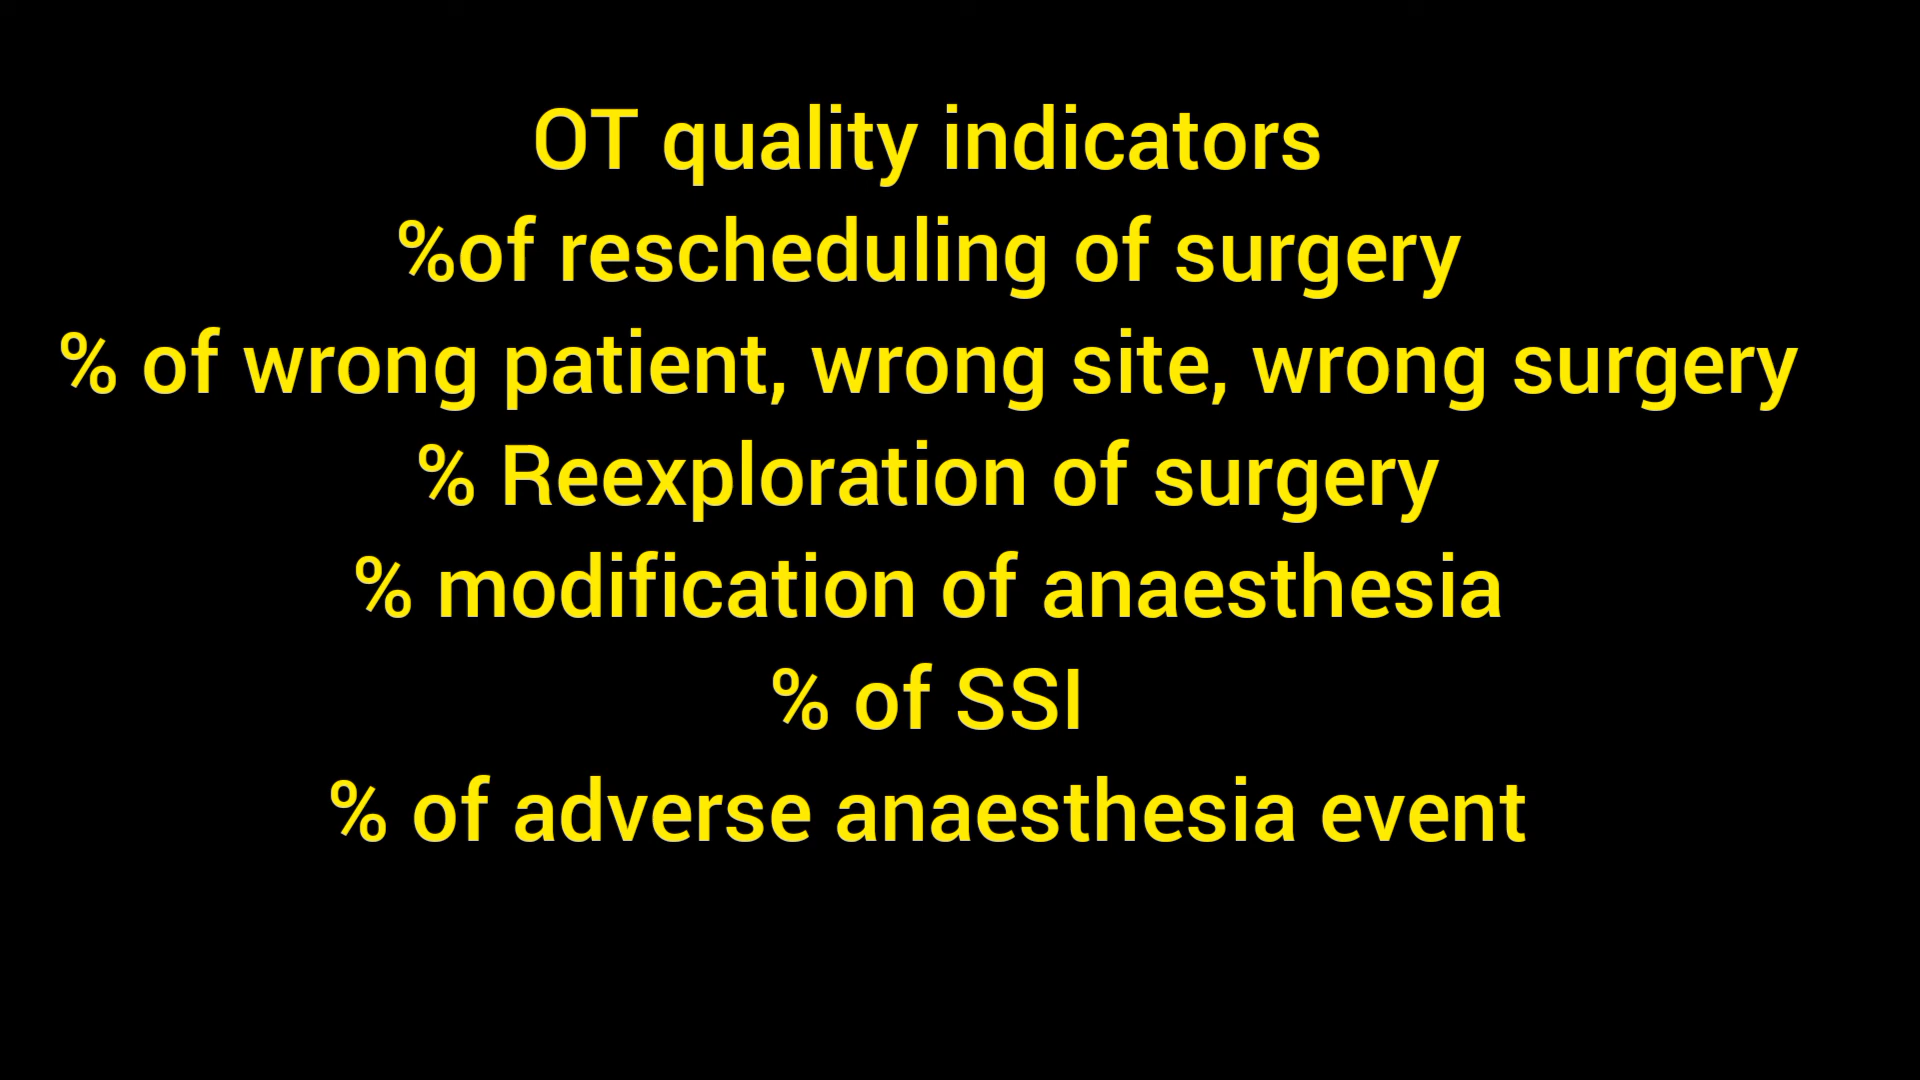 OT quality indicators
%of rescheduling of surgery
% of wrong patient, wrong site, wrong surgery
% Reexploration of surgery
% modification of anaesthesia
% of SSI
% of adverse anaesthesia event